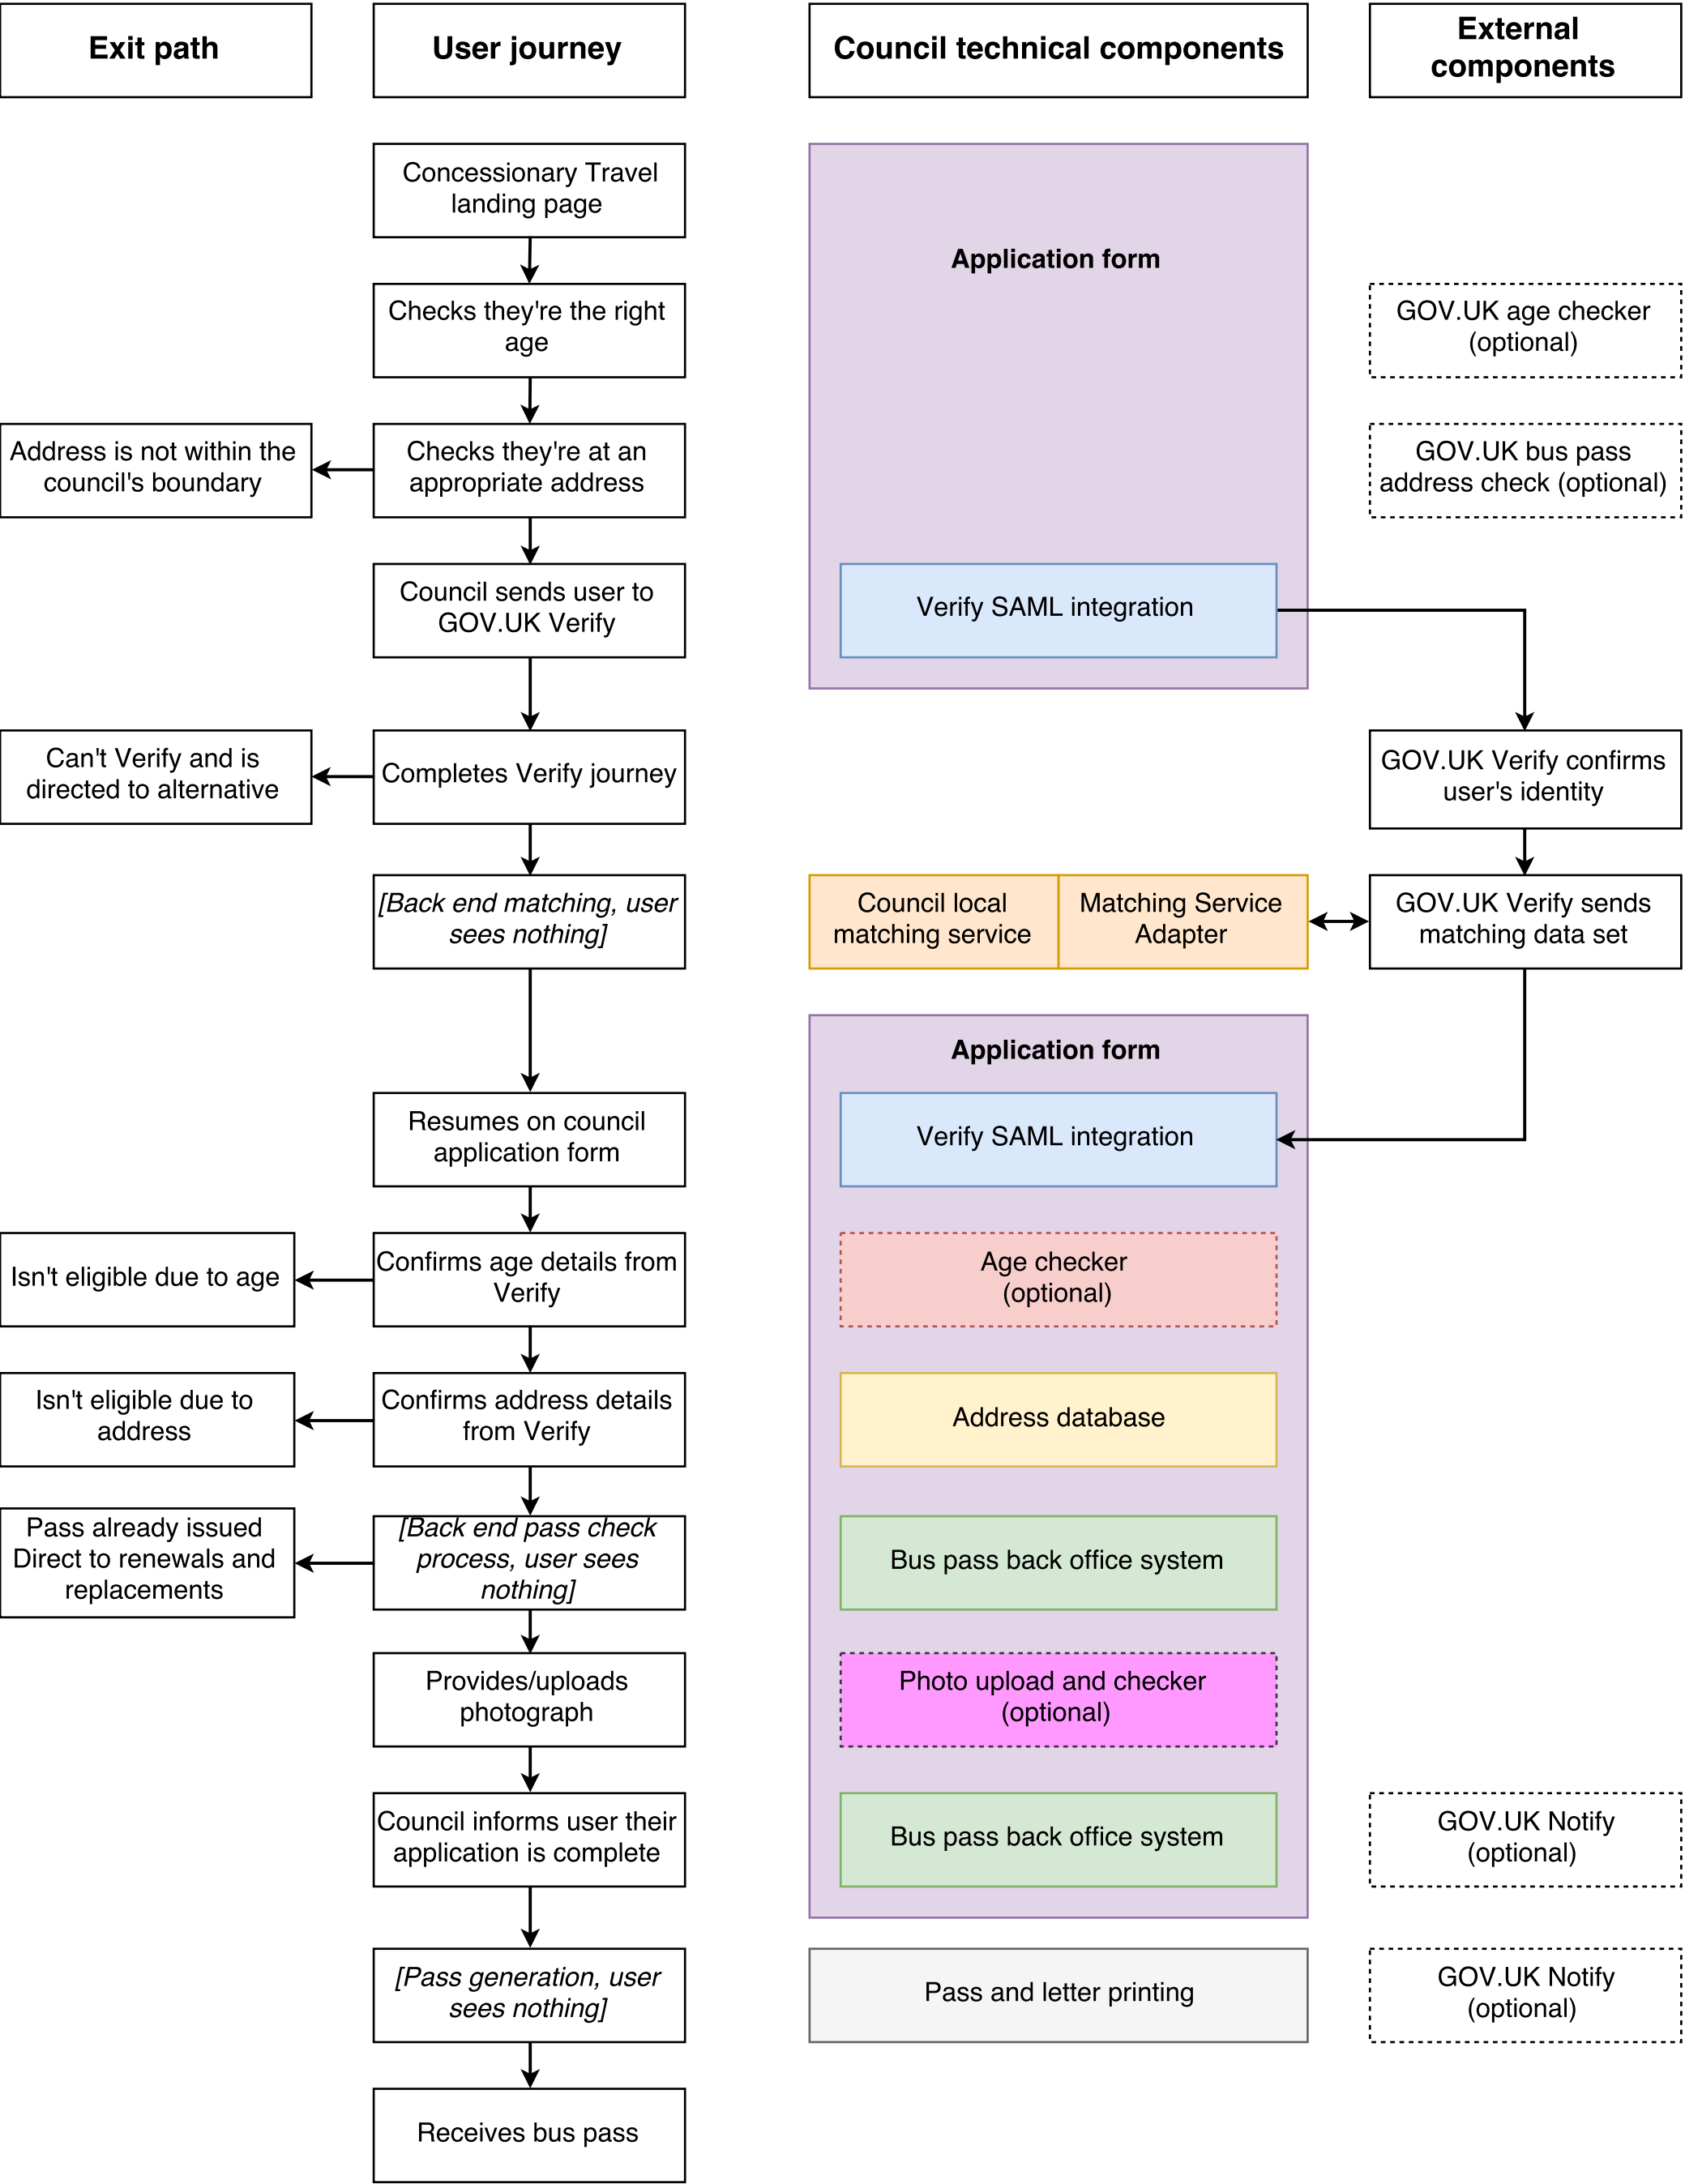 Exit path
User journey
Council technical components
External
components
Concessionary Travel
landing page
Application form
Checks they're the right
age
GOV.UK age checker
(optional)
Address is not within the
council's boundary
Checks they're at an
appropriate address
GOV.UK bus pass
address check (optional)
Council sends user to
GOV.UK Verify
Verify SAML integration
Can't Verify and is
directed to alternative
Completes Verify journey
GOV.UK Verify confirms
user's identity
[Back end matching, user
sees nothing]
Council local
matching service
Matching Service
Adapter
GOV.UK Verify sends
matching data set
Application form
Resumes on council
application form
Verify SAML integration
Isn't eligible due to age
Confirms age details from
Verify
Age checker
(optional)
Isn't eligible due to
address
Confirms address details
from Verify
Address database
Pass already issued
Direct to renewals and
replacements
[Back end pass check
process, user sees
nothing]
Bus pass back office system
Provides/uploads
photograph
Photo upload and checker
(optional)
Council informs user their
application is complete
Bus pass back office system
GOV.UK Notify
(optional)
[Pass generation, user
sees nothing]
Pass and letter printing
GOV.UK Notify
(optional)
Receives bus pass